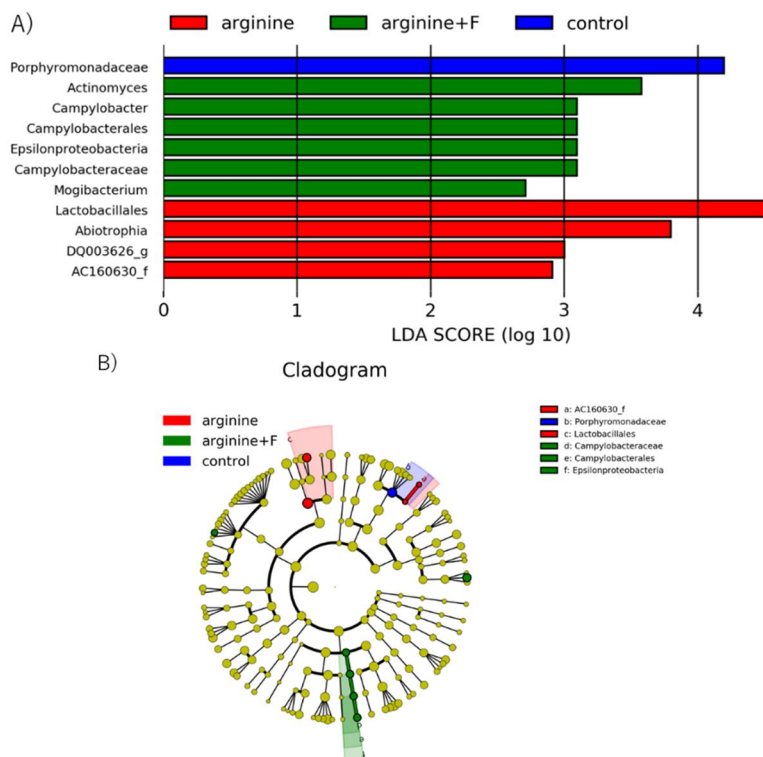 A)
arginine arginine+F control
Porphyromonadaceae
Actinomyces
Campylobacter
Campylobacterales
Epsilonproteobacteria
Campylobacteraceae
Mogibacterium
Lactobacillales
Abiotrophia
DQ003626_g
AC160630_f
0 1 2 3 4
LDA SCORE (log 10)
B)
Cladogram
arginine
arginine+F
control
a: AC160630_f
b: Porphyromonadaceae
c: Lactobacillales
d: Campylobacteraceae
e: Campylobacterales
f: Epsilonproteobacteria